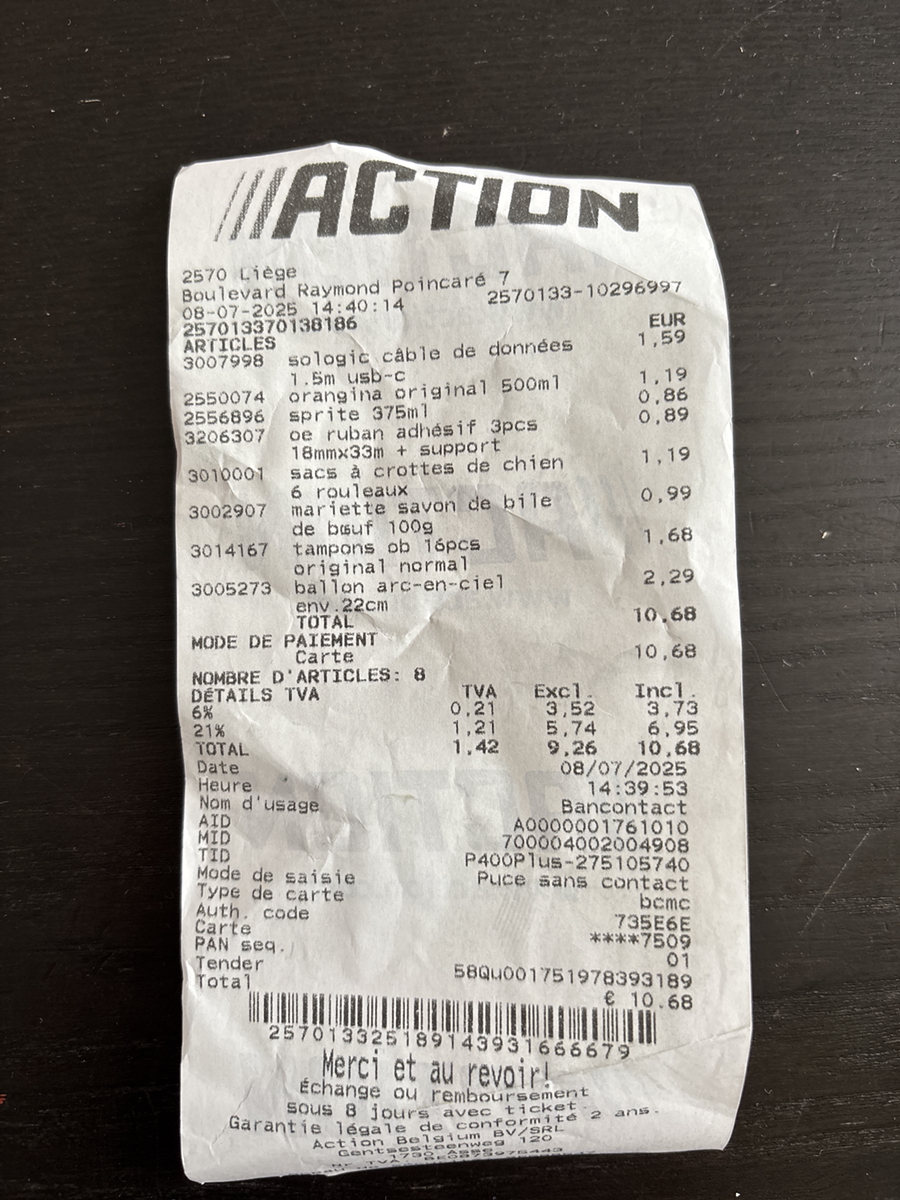 ACTION
2570 Liège
Boulevard Raymond Poincaré 7
08-07-2025 14:40:14 2570133-10296997
257013370138186
ARTICLES EUR
3007998 sologic câble de données 1,59
1.5m usb-c
2550074 orangina original 500ml 1,19
2556896 sprite 375ml 0,86
3206307 oe ruban adhésif 3pcs 0,89
18mmx33m + support
3010001 sacs à crottes de chien 1,19
6 rouleaux
3002907 mariette savon de bile 0,99
de bœuf 100g
3014167 tampons ob 16pcs 1,68
original normal
3005273 ballon arc-en-ciel 2,29
env.22cm
TOTAL 10,68
MODE DE PAIEMENT
Carte 10,68
NOMBRE D'ARTICLES: 8
DÉTAILS TVA TVA Excl. Incl.
6% 0,21 3,52 3,73
21% 1,21 5,74 6,95
TOTAL 1,42 9,26 10,68
Date 08/07/2025
Heure 14:39:53
Nom d'usage Bancontact
AID A0000001761010
MID 700004002004908
TID P400Plus-275105740
Mode de saisie Puce sans contact
Type de carte bcmc
Auth. code 735E6E
Carte ****7509
PAN seq. 01
Tender 58QU001751978393189
Total € 10.68
257013325189143931666679
Merci et au revoir!
Échange ou remboursement
sous 8 jours avec ticket.
Garantie légale de conformité 2 ans.
Action Belgium BV/SRL
Gentsesteenweg 120
1730 Asse